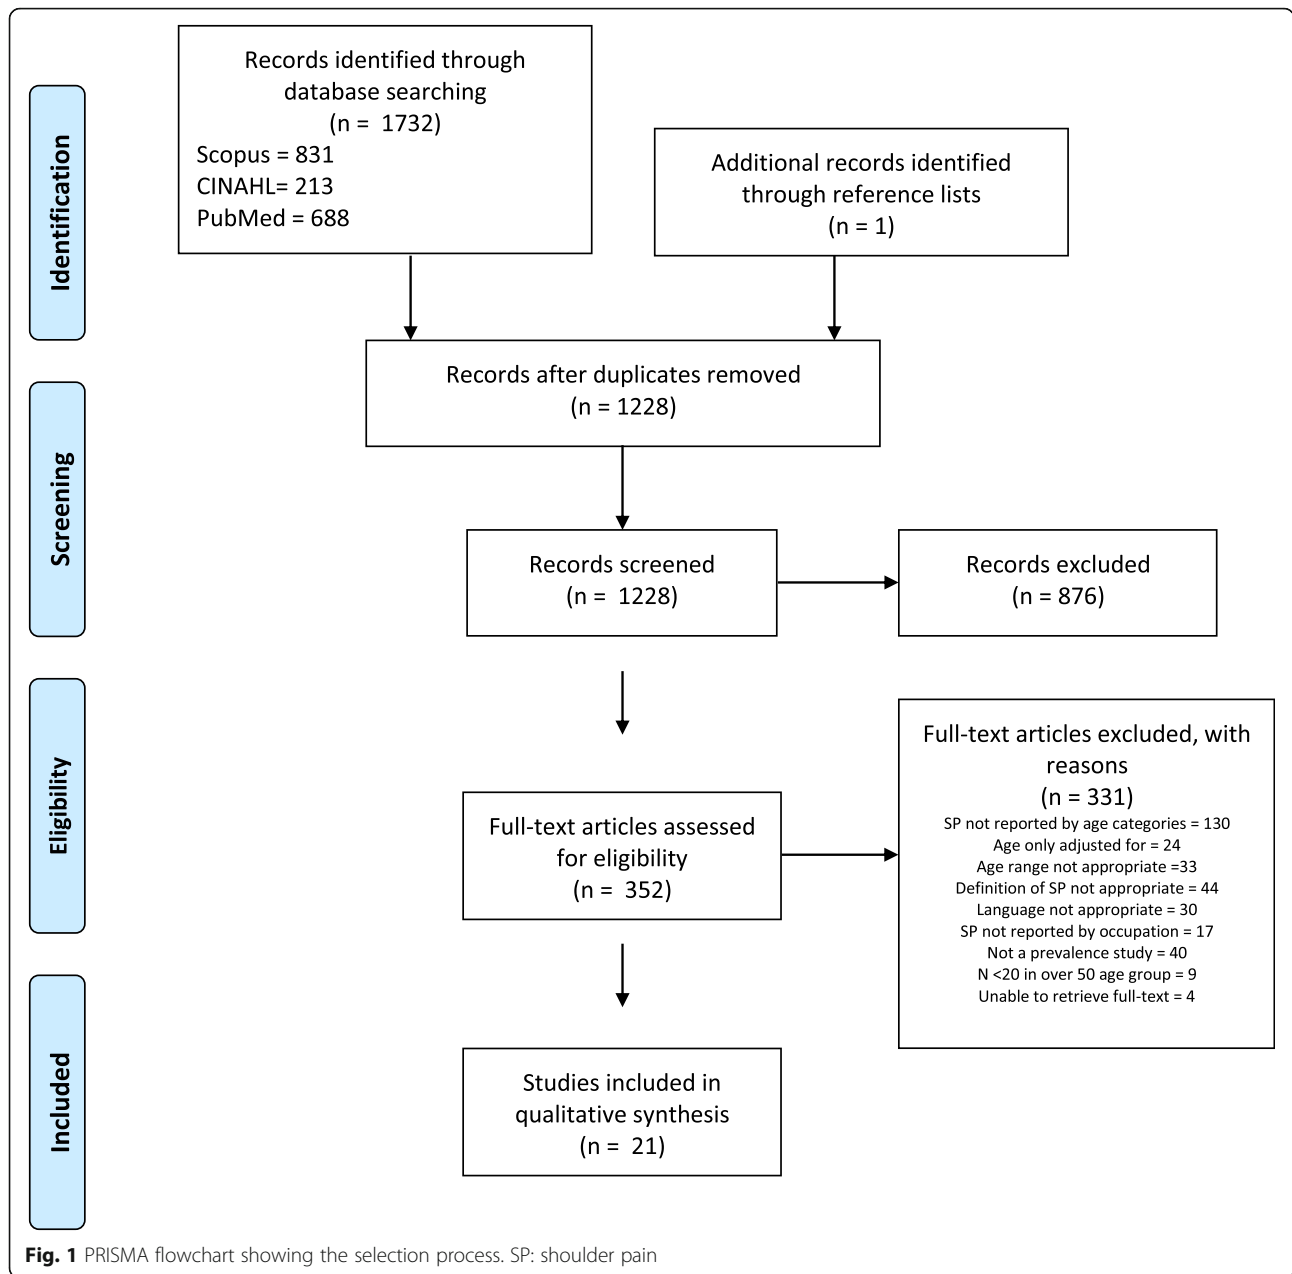 Identification
Records identified through
database searching
(n = 1732)
Scopus = 831
CINAHL= 213
PubMed = 688
Additional records identified
through reference lists
(n = 1)
Screening
Records after duplicates removed
(n = 1228)
Records screened
(n = 1228)
Records excluded
(n = 876)
Eligibility
Full-text articles assessed
for eligibility
(n = 352)
Full-text articles excluded, with
reasons
(n = 331)
SP not reported by age categories = 130
Age only adjusted for = 24
Age range not appropriate =33
Definition of SP not appropriate = 44
Language not appropriate = 30
SP not reported by occupation = 17
Not a prevalence study = 40
N <20 in over 50 age group = 9
Unable to retrieve full-text = 4
Included
Studies included in
qualitative synthesis
(n = 21)
Fig. 1 PRISMA flowchart showing the selection process. SP: shoulder pain